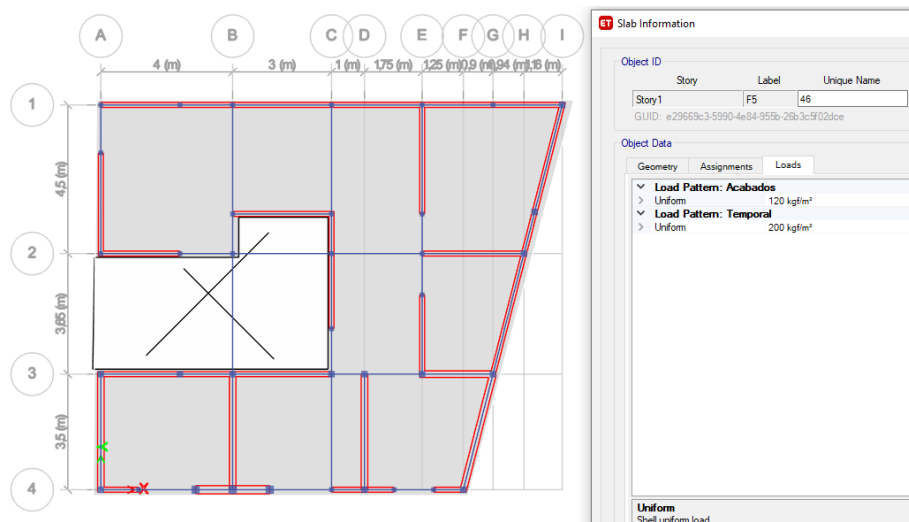 A B C D E F G H I
4 (m) 3 (m) 1 (m) 1,75 (m) 1,25 (m) 0,9 (m) 0,94 (m) 1,16 (m)
1
4,5 (m)
2
3,65 (m)
3
3,5 (m)
4
ET Slab Information
Object ID
Story Label Unique Name
Story1 F5 46
GUID: e29669c3-5990-4e84-955b-26b3c5f02dce
Object Data
Geometry Assignments Loads
Load Pattern: Acabados
Uniform 120 kgf/m²
Load Pattern: Temporal
Uniform 200 kgf/m²
Uniform
Shell uniform load